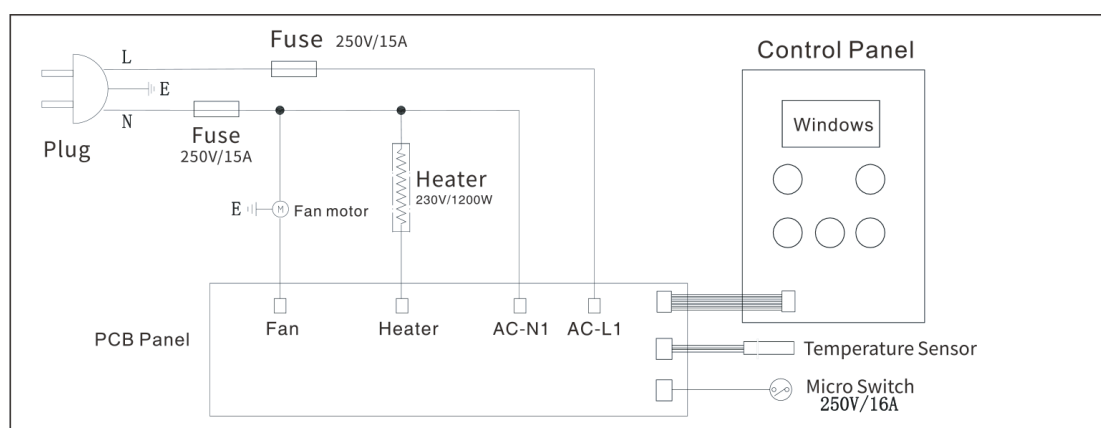 Fuse 250V/15A
L
E
N
Plug
Fuse
250V/15A
E
M
Fan motor
Heater
230V/1200W
Control Panel
Windows
PCB Panel
Fan
Heater
AC-N1
AC-L1
Temperature Sensor
Micro Switch
250V/16A